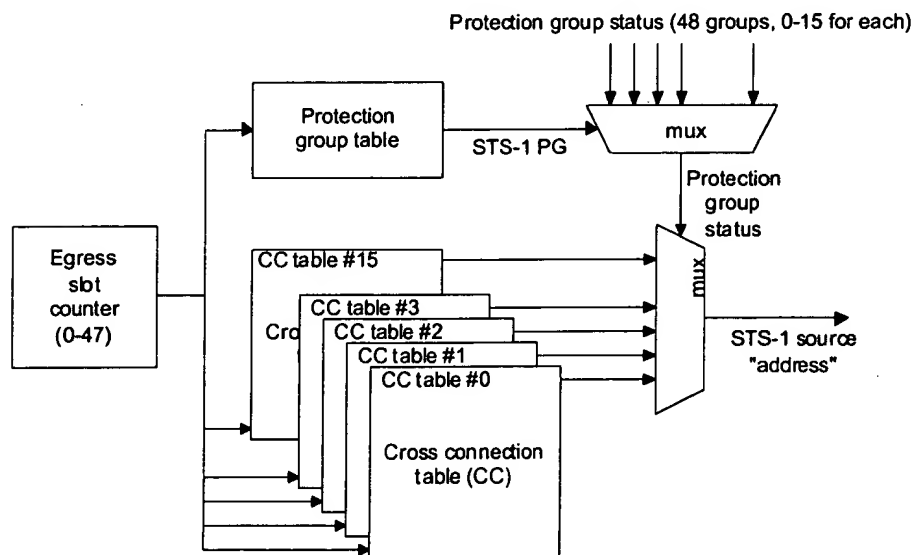 Protection group status (48 groups, 0-15 for each)
Protection
group table
STS-1 PG
mux
Protection
group
status
Egress
slot
counter
(0-47)
CC table #15
Cro
CC table #3
CC table #2
CC table #1
CC table #0
Cross connection
table (CC)
mux
STS-1 source
"address"